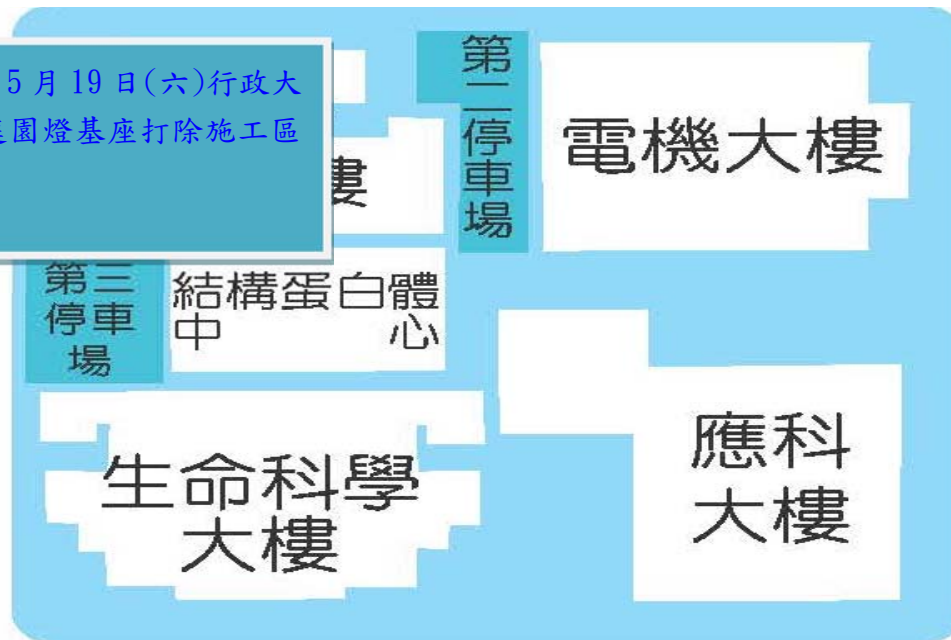 5月19日(六)行政大
園燈基座打除施工區
樓
第
二
停
車
場
電機大樓
第三
停車
場
結構蛋白體
中 心
生命科學
大樓
應科
大樓